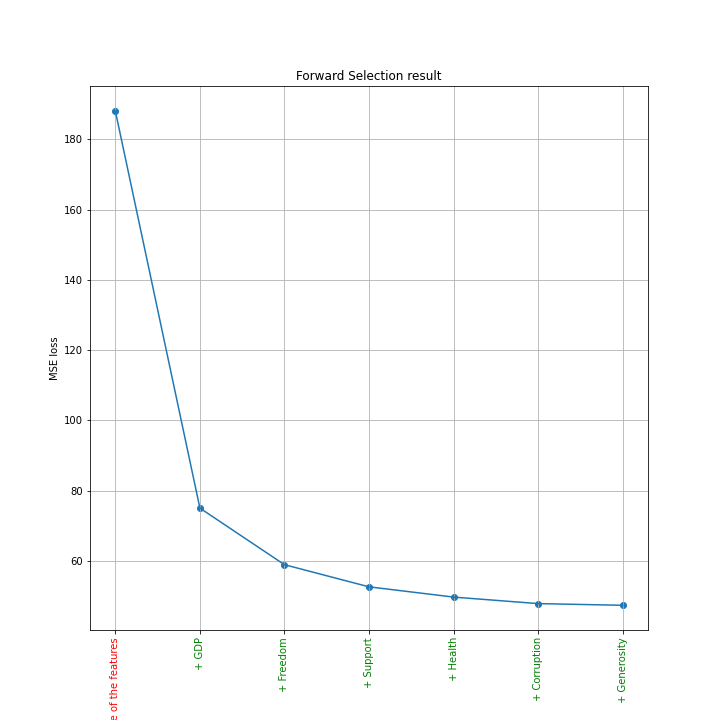 Forward Selection result
180
160
140
120
100
80
60
MSE loss
of the features
+ GDP
+ Freedom
+ Support
+ Health
+ Corruption
+ Generosity